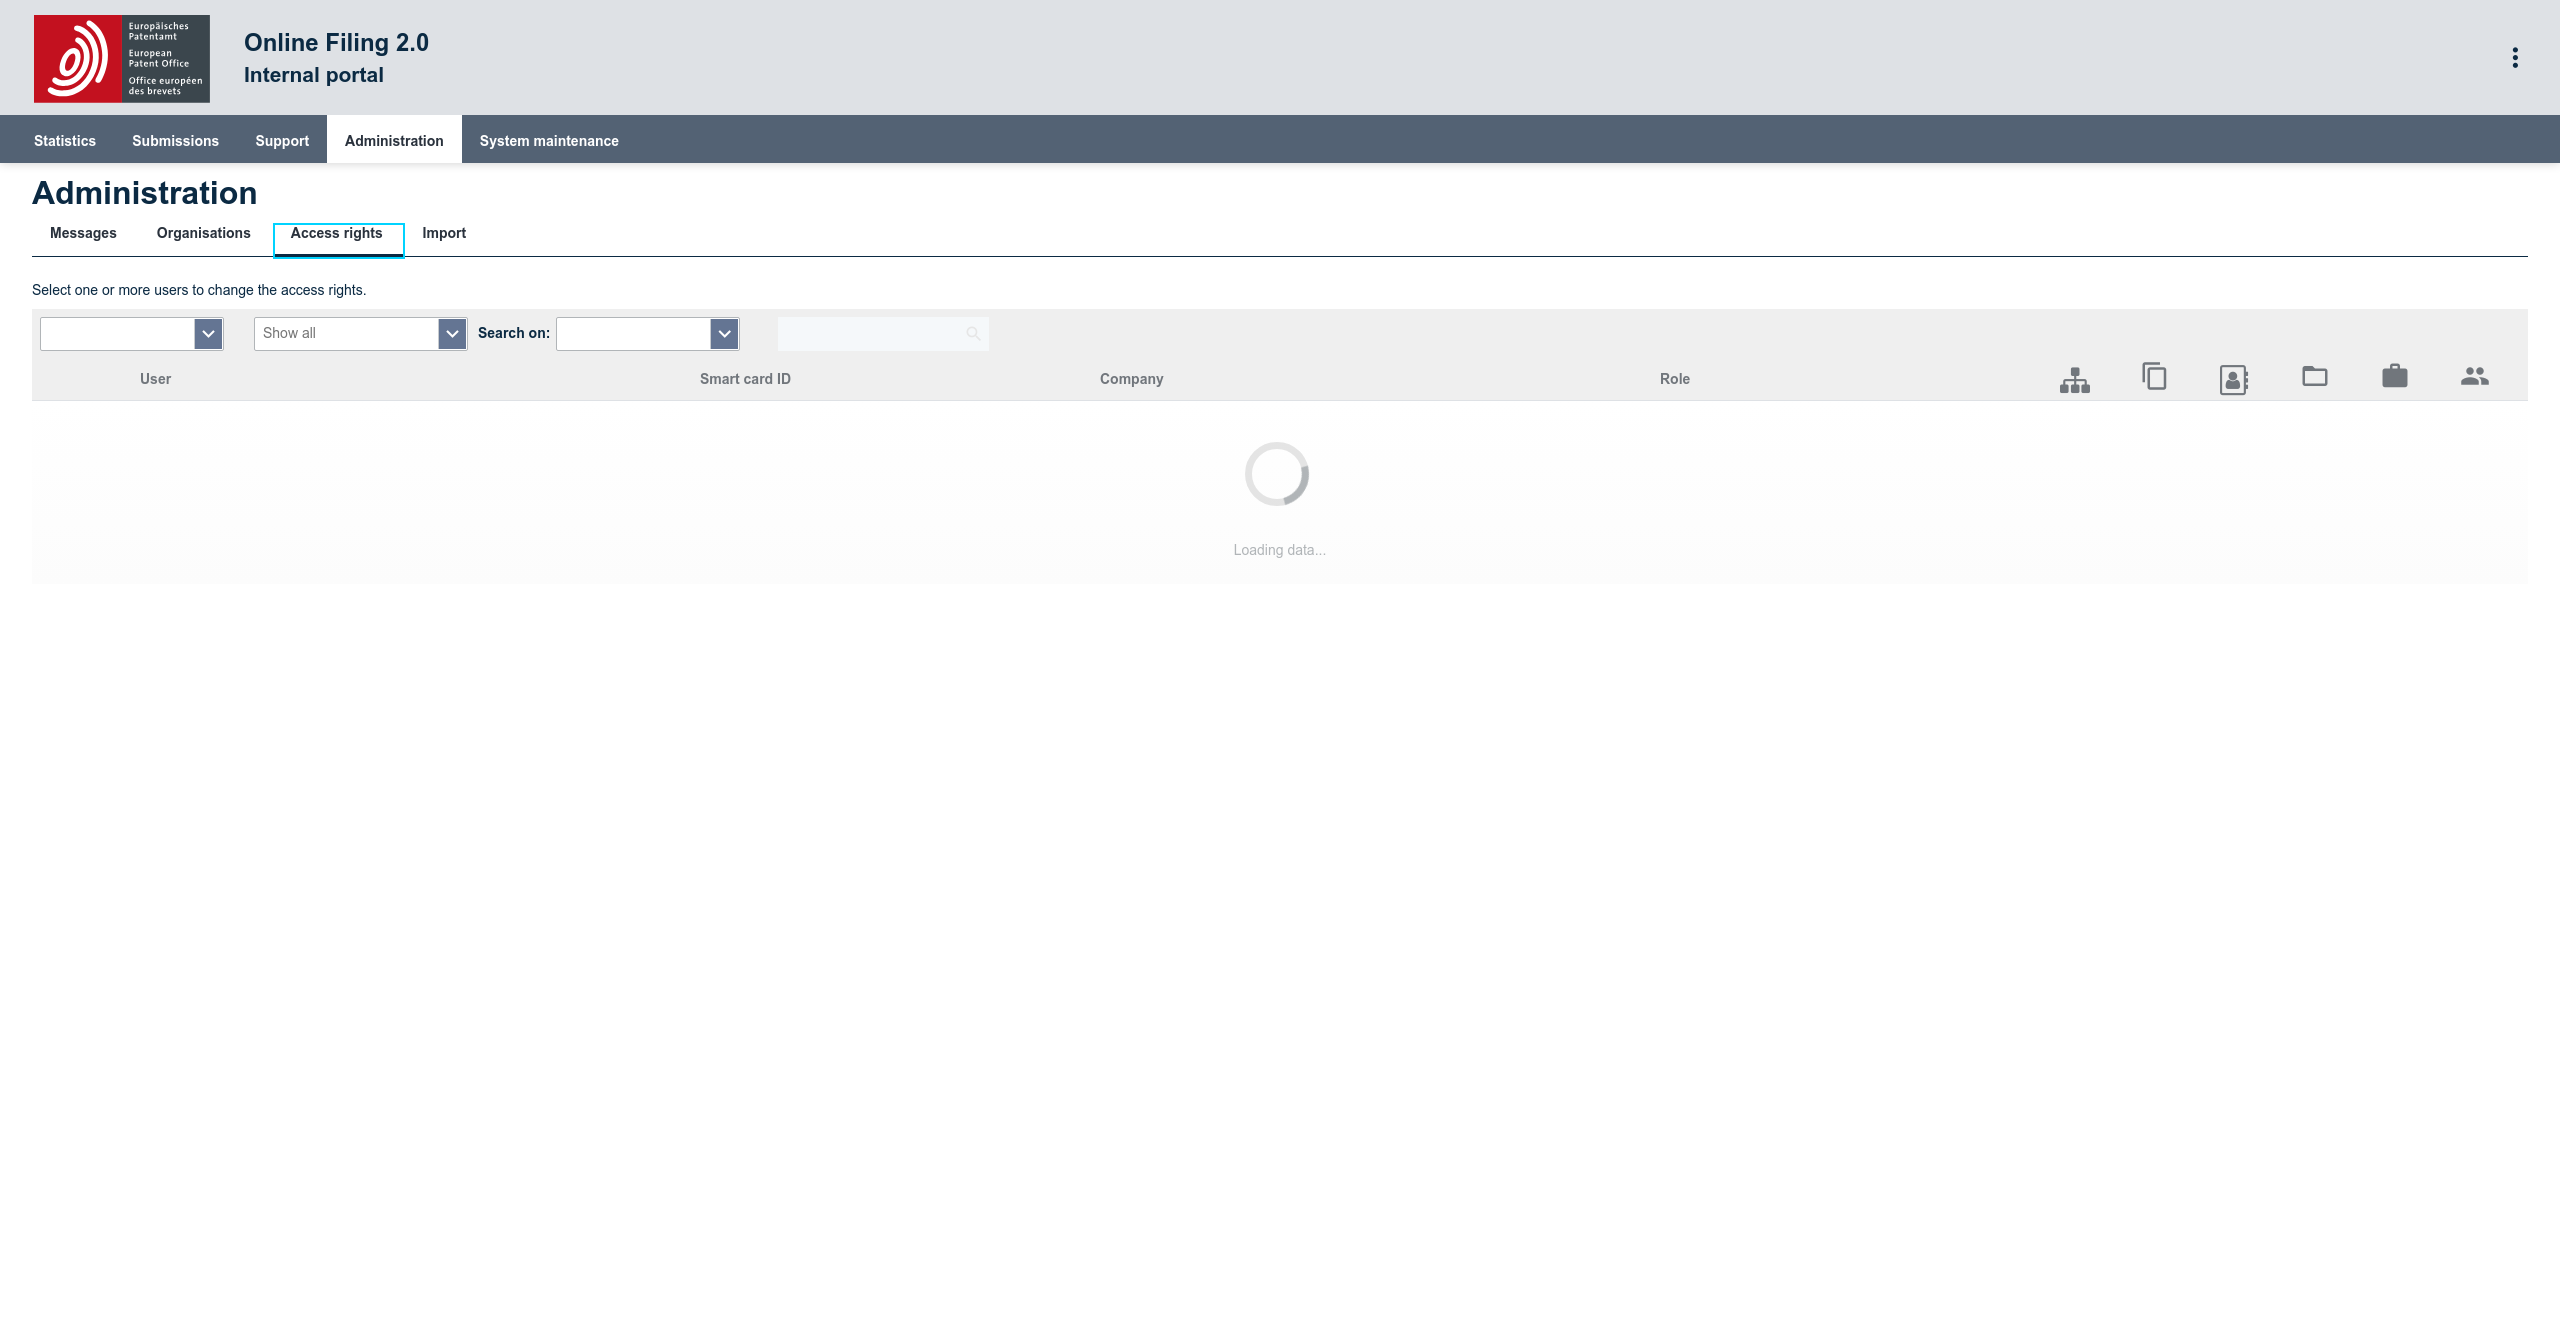 Europäisches
Patentamt
European
Patent Office
Office européen
des brevets
Online Filing 2.0
Internal portal
Statistics Submissions Support Administration System maintenance
Administration
Messages Organisations Access rights Import
Select one or more users to change the access rights.
Show all Search on:
User Smart card ID Company Role
Loading data...